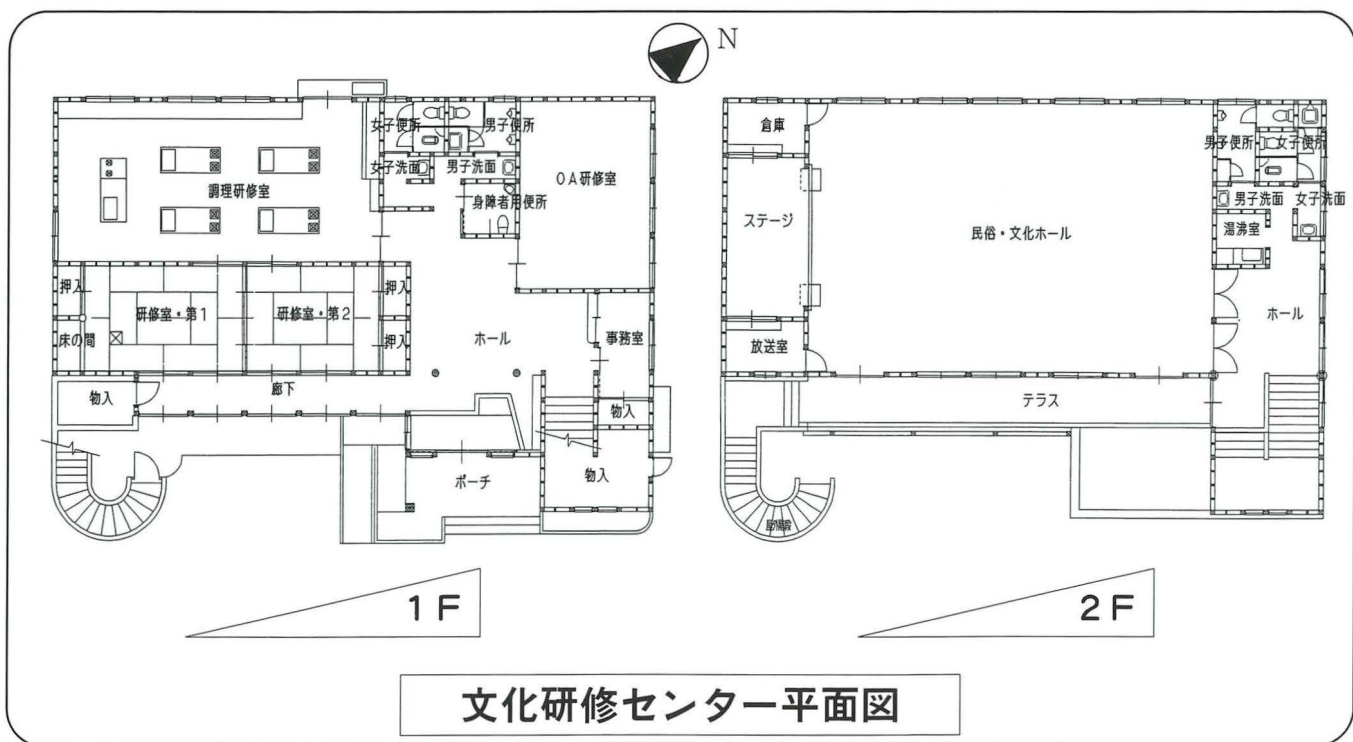 N
女子便所
男子便所
女子洗面
男子洗面
OA研修室
調理研修室
身障者用便所
押入
研修室・第1
研修室・第2
押入
床の間
押入
ホール
事務室
物入
廊下
物入
ポーチ
物入
1F
倉庫
男子便所
女子便所
ステージ
民俗・文化ホール
男子洗面
女子洗面
湯沸室
ホール
放送室
テラス
2F
文化研修センター平面図